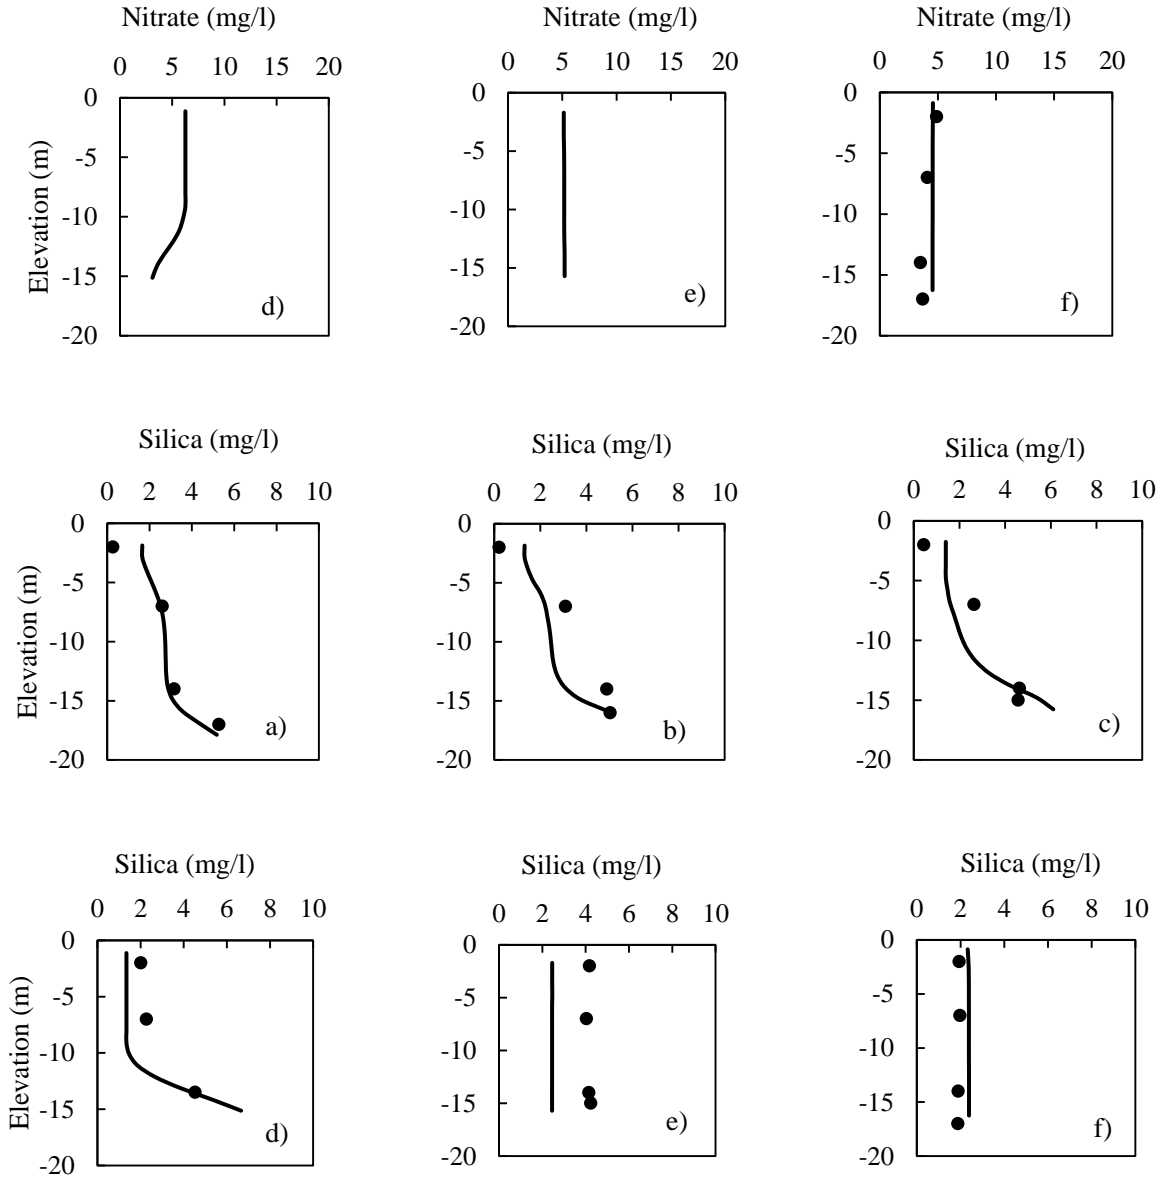 Nitrate (mg/l) Nitrate (mg/l) Nitrate (mg/l)
0 5 10 15 20 0 5 10 15 20 0 5 10 15 20
0 0 0
-5 -5 -5
-10 -10 -10
-15 -15 -15
-20 -20 -20
Elevation (m)
d) e) f)
Silica (mg/l) Silica (mg/l) Silica (mg/l)
0 2 4 6 8 10 0 2 4 6 8 10 0 2 4 6 8 10
0 0 0
-5 -5 -5
-10 -10 -10
-15 -15 -15
-20 -20 -20
Elevation (m)
a) b) c)
Silica (mg/l) Silica (mg/l) Silica (mg/l)
0 2 4 6 8 10 0 2 4 6 8 10 0 2 4 6 8 10
0 0 0
-5 -5 -5
-10 -10 -10
-15 -15 -15
-20 -20 -20
Elevation (m)
d) e) f)